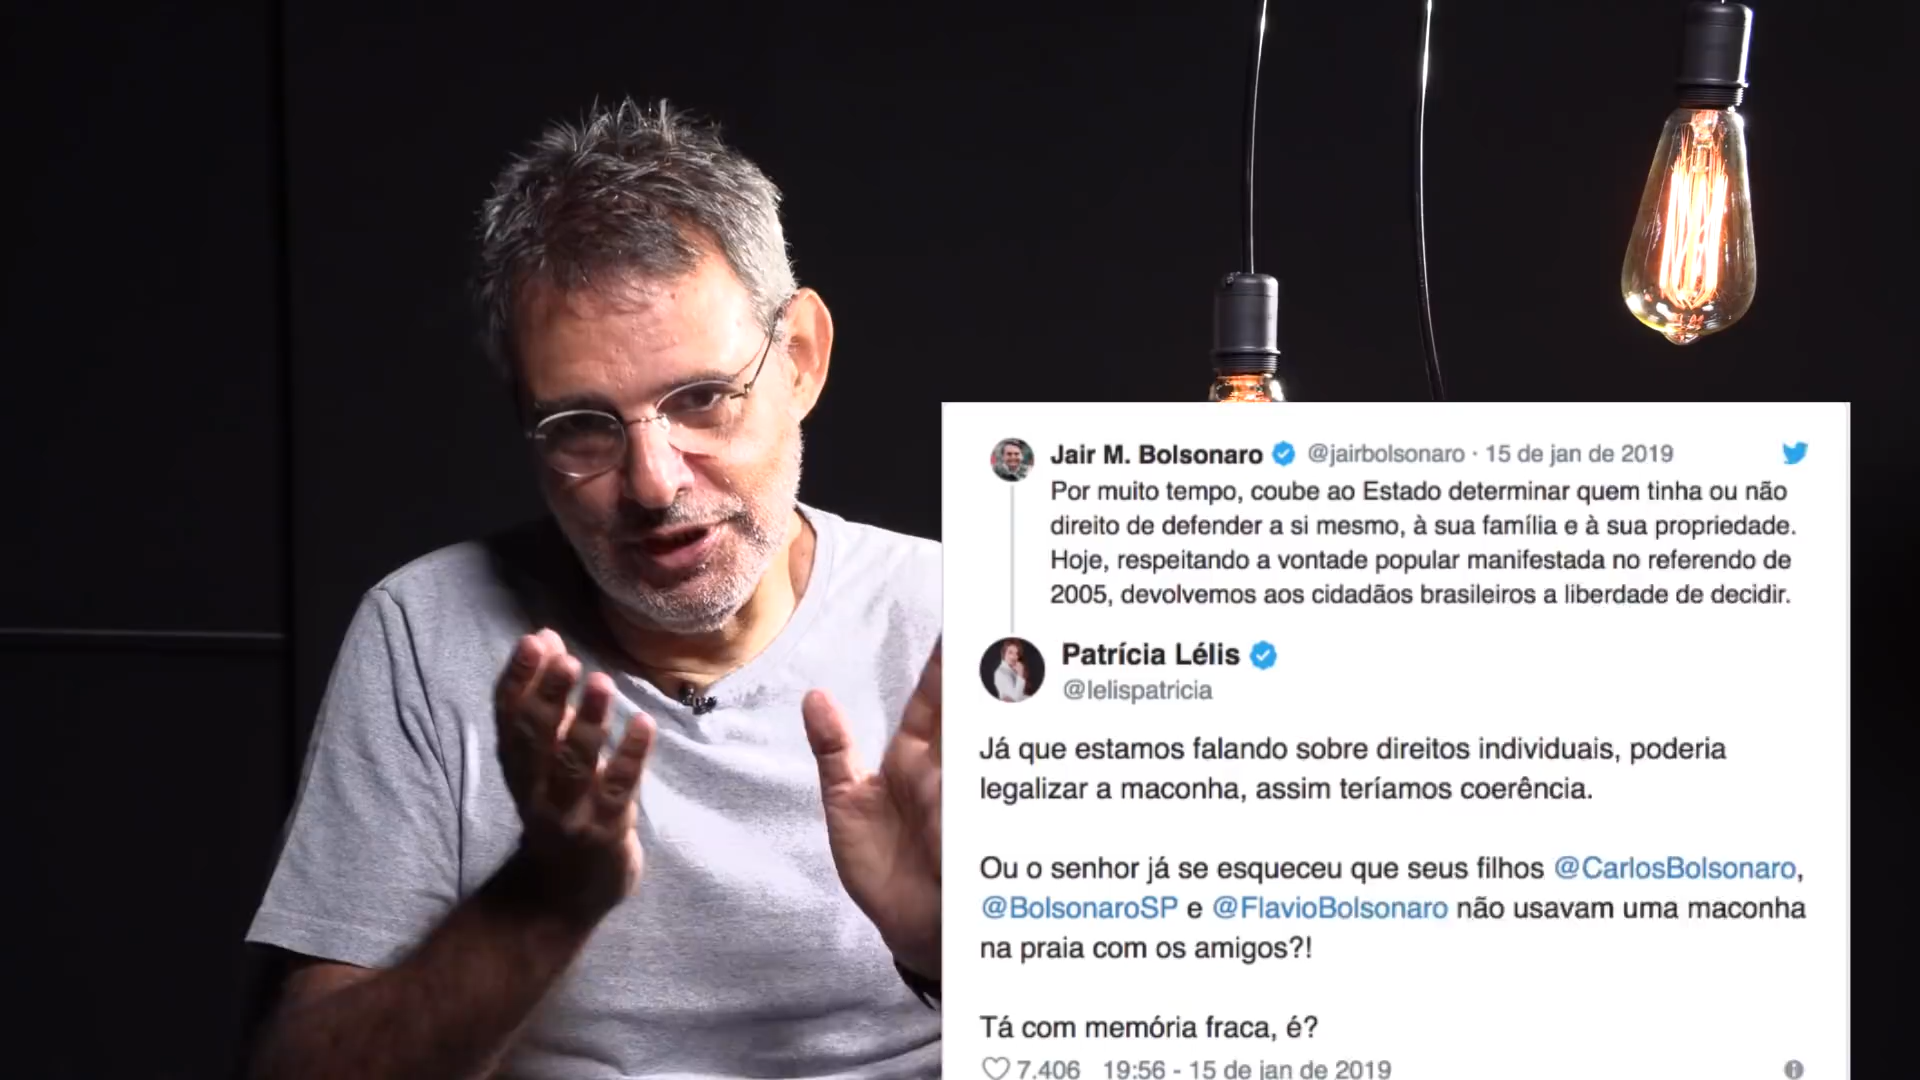 Jair M. Bolsonaro @jairbolsonaro · 15 de jan de 2019
Por muito tempo, coube ao Estado determinar quem tinha ou não
direito de defender a si mesmo, à sua família e à sua propriedade.
Hoje, respeitando a vontade popular manifestada no referendo de
2005, devolvemos aos cidadãos brasileiros a liberdade de decidir.
Patrícia Lélis
@lelispatricia
Já que estamos falando sobre direitos individuais, poderia
legalizar a maconha, assim teríamos coerência.
Ou o senhor já se esqueceu que seus filhos @CarlosBolsonaro,
@BolsonaroSP e @FlavioBolsonaro não usavam uma maconha
na praia com os amigos?!
Tá com memória fraca, é?
7.406 19:56 - 15 de jan de 2019